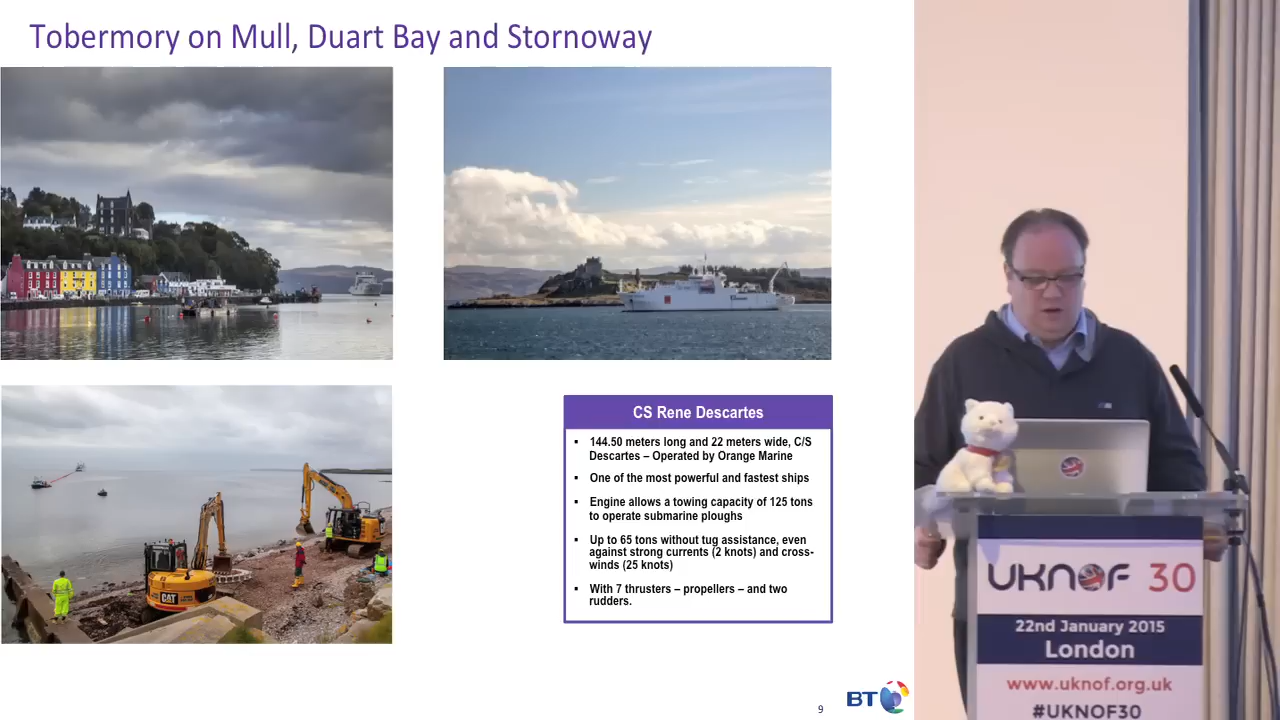 Tobermory on Mull, Duart Bay and Stornoway
CS Rene Descartes
▪ 144.50 meters long and 22 meters wide, C/S
Descartes – Operated by Orange Marine
▪ One of the most powerful and fastest ships
▪ Engine allows a towing capacity of 125 tons
to operate submarine ploughs
▪ Up to 65 tons without tug assistance, even
against strong currents (2 knots) and cross-
winds (25 knots)
▪ With 7 thrusters – propellers – and two
rudders.
CAT
9
BT
UKNOF 30
22nd January 2015
London
www.uknof.org.uk
#UKNOF30